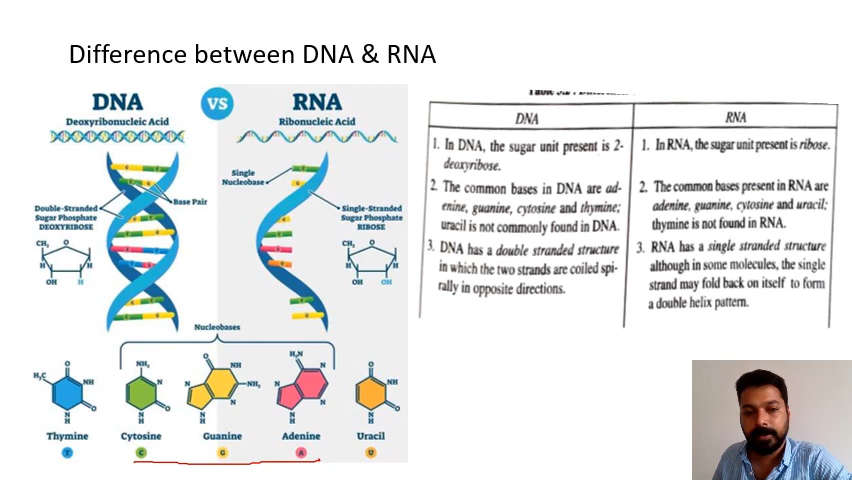 Difference between DNA & RNA
DNA
Deoxyribonucleic Acid
VS
RNA
Ribonucleic Acid
Single
Nucleobase
Base Pair
Double-Stranded
Sugar Phosphate
DEOXYRIBOSE
Single-Stranded
Sugar Phosphate
RIBOSE
CH₂ O
H H
H H
OH H
CH₂ O
H H
H H
OH OH
Nucleobases
H₃C O NH O N H
NH₂ N O N H
O NH NH₂ N N N H
H₂N N N N N H
O NH O N H
Thymine Cytosine Guanine Adenine Uracil
T C G A U
DNA
1. In DNA, the sugar unit present is 2-
deoxyribose.
2. The common bases in DNA are ad-
enine, guanine, cytosine and thymine;
uracil is not commonly found in DNA.
3. DNA has a double stranded structure
in which the two strands are coiled spi-
rally in opposite directions.
RNA
1. In RNA, the sugar unit present is ribose.
2. The common bases present in RNA are
adenine, guanine, cytosine and uracil;
thymine is not found in RNA.
3. RNA has a single stranded structure
although in some molecules, the single
strand may fold back on itself to form
a double helix pattern.